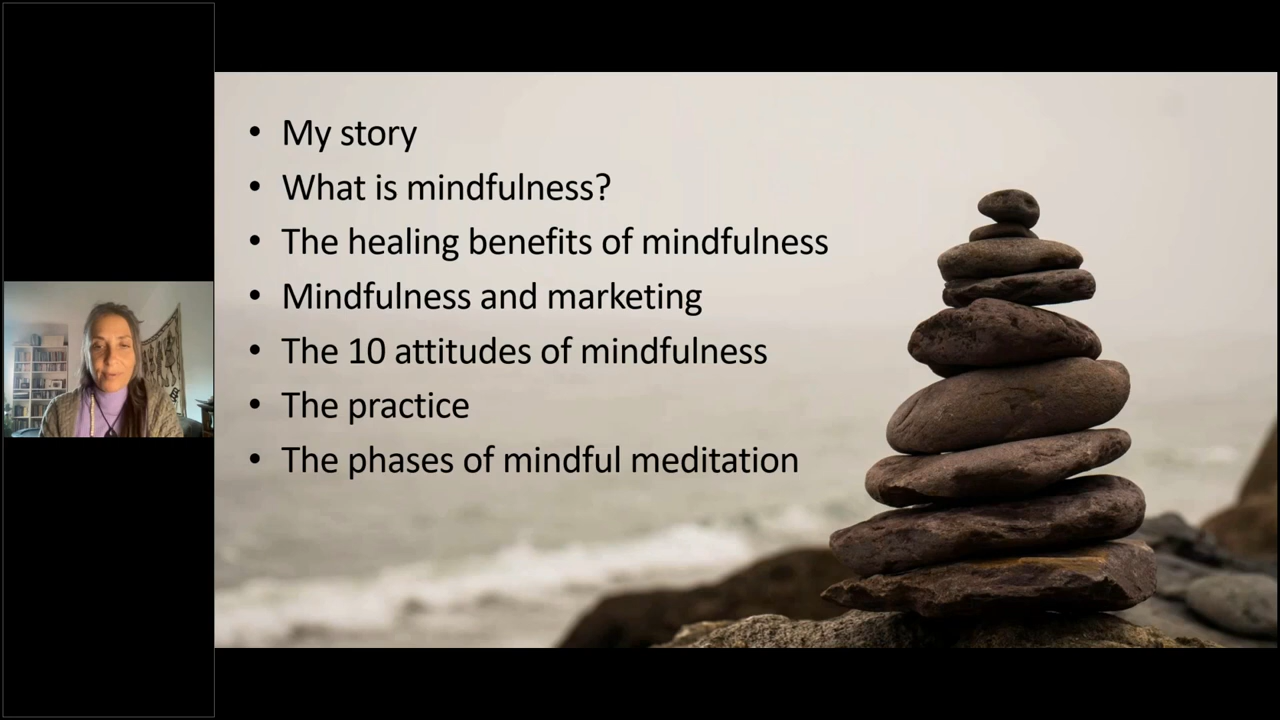 • My story
• What is mindfulness?
• The healing benefits of mindfulness
• Mindfulness and marketing
• The 10 attitudes of mindfulness
• The practice
• The phases of mindful meditation